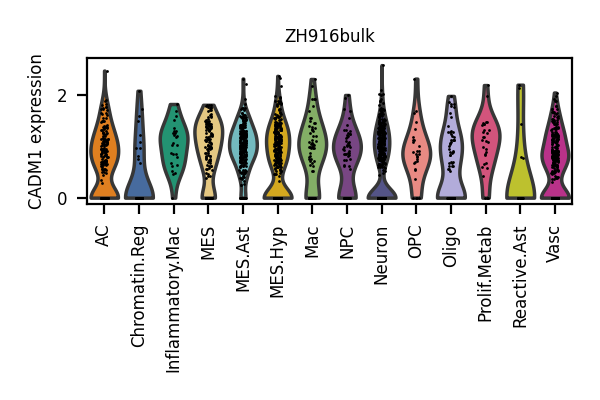 ZH916bulk
CADM1 expression
2
0
AC
Chromatin.Reg
Inflammatory.Mac
MES
MES.Ast
MES.Hyp
Mac
NPC
Neuron
OPC
Oligo
Prolif.Metab
Reactive.Ast
Vasc